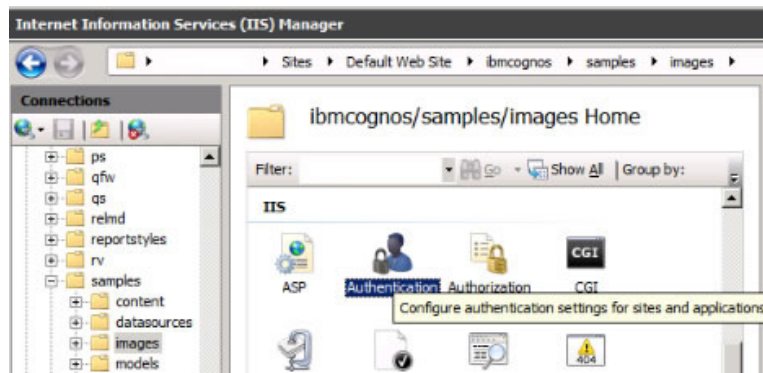 Internet Information Services (IIS) Manager
Sites Default Web Site ibmcognos samples images
Connections
ps
qfw
qs
relmd
reportstyles
rv
samples
content
datasources
images
models
ibmcognos/samples/images Home
Filter: Go Show All Group by:
IIS
ASP Authentication Authorization CGI
CGI
Configure authentication settings for sites and applications
404